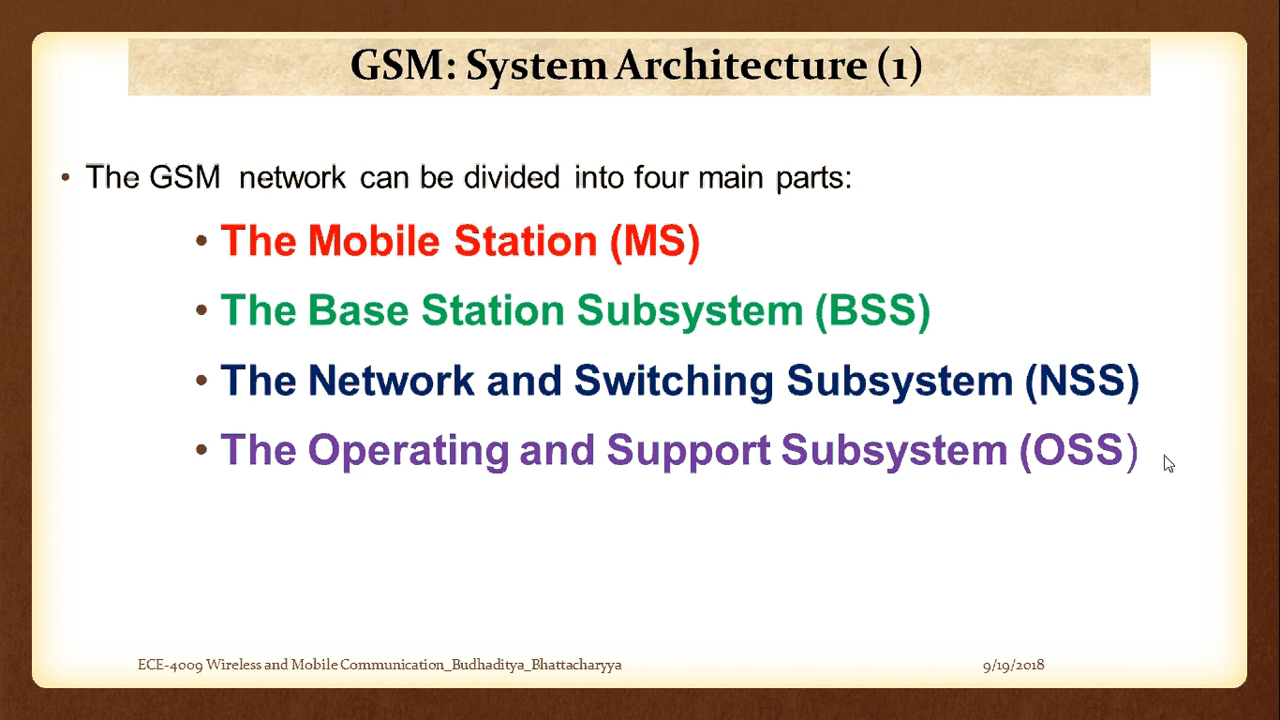 GSM: System Architecture (1)
• The GSM network can be divided into four main parts:
• The Mobile Station (MS)
• The Base Station Subsystem (BSS)
• The Network and Switching Subsystem (NSS)
• The Operating and Support Subsystem (OSS)
ECE-4009 Wireless and Mobile Communication_Budhaditya_Bhattacharyya 9/19/2018